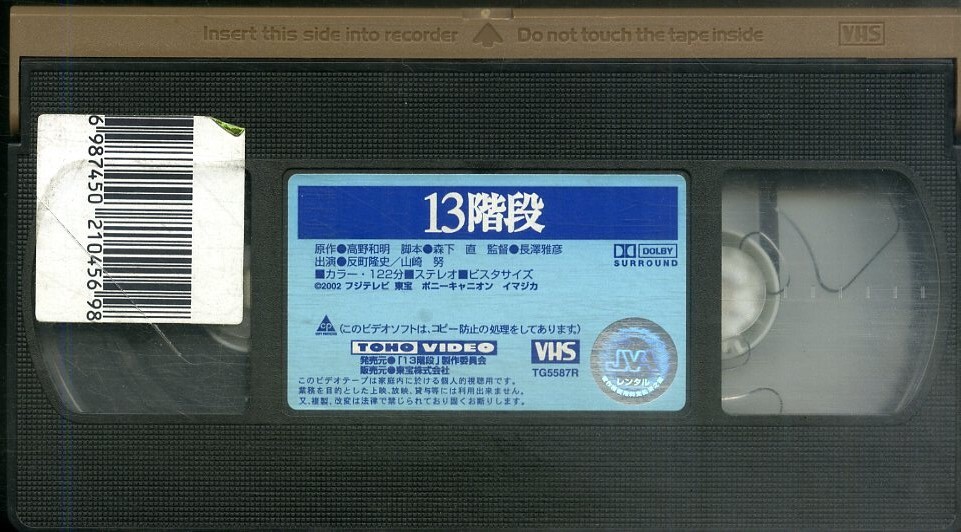 Insert this side into recorder Do not touch the tape inside VHS
6 987450 210456 98
13階段
原作●高野和明 脚本●森下 直 監督●長澤雅彦
出演●反町隆史/山崎 努
DOLBY
SURROUND
■カラー・122分■ステレオ■ビスタサイズ
©2002 フジテレビ 東宝 ポニーキャニオン イマジカ
(このビデオソフトは、コピー防止の処理をしてあります。)
TOHO VIDEO
発売元●「13階段」製作委員会
販売元●東宝株式会社
VHS
TG5587R
このビデオテープは家庭内に於ける個人的視聴用です。
業務を目的とした上映、放映、貸与等には利用出来ません。
又、複製、改変は法律で禁じられており固くお断りします。
レンタル